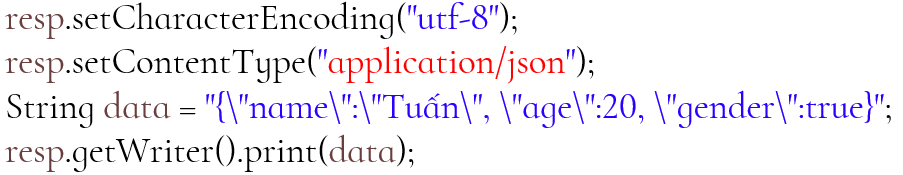 resp.setCharacterEncoding("utf-8");
resp.setContentType("application/json");
String data = "{\"name\":\"Tuấn\", \"age\":20, \"gender\":true}";
resp.getWriter().print(data);